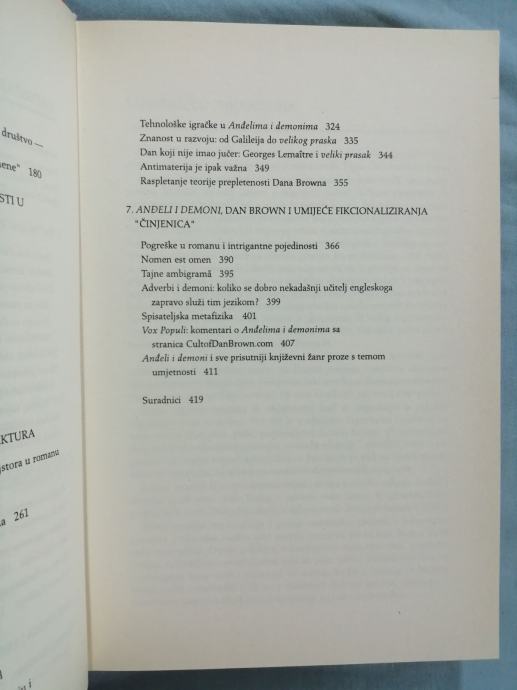 društvo —
180
STI U
KTURA
u romanu
261
i
Tehnološke igračke u Anđelima i demonima 324
Znanost u razvoju: od Galileija do velikog praska 335
Dan koji nije imao jučer: Georges Lemaître i veliki prasak 344
Antimaterija je ipak važna 349
Raspletanje teorije prepletenosti Dana Browna 355
7. ANĐELI I DEMONI, DAN BROWN I UMIJEĆE FIKCIONALIZIRANJA
"ČINJENICA"
Pogreške u romanu i intrigantne pojedinosti 366
Nomen est omen 390
Tajne ambigramâ 395
Adverbi i demoni: koliko se dobro nekadašnji učitelj engleskoga
zapravo služi tim jezikom? 399
Spisateljska metafizika 401
Vox Populi: komentari o Anđelima i demonima sa
stranica CultofDanBrown.com 407
Anđeli i demoni i sve prisutniji književni žanr proze s temom
umjetnosti 411
Suradnici 419